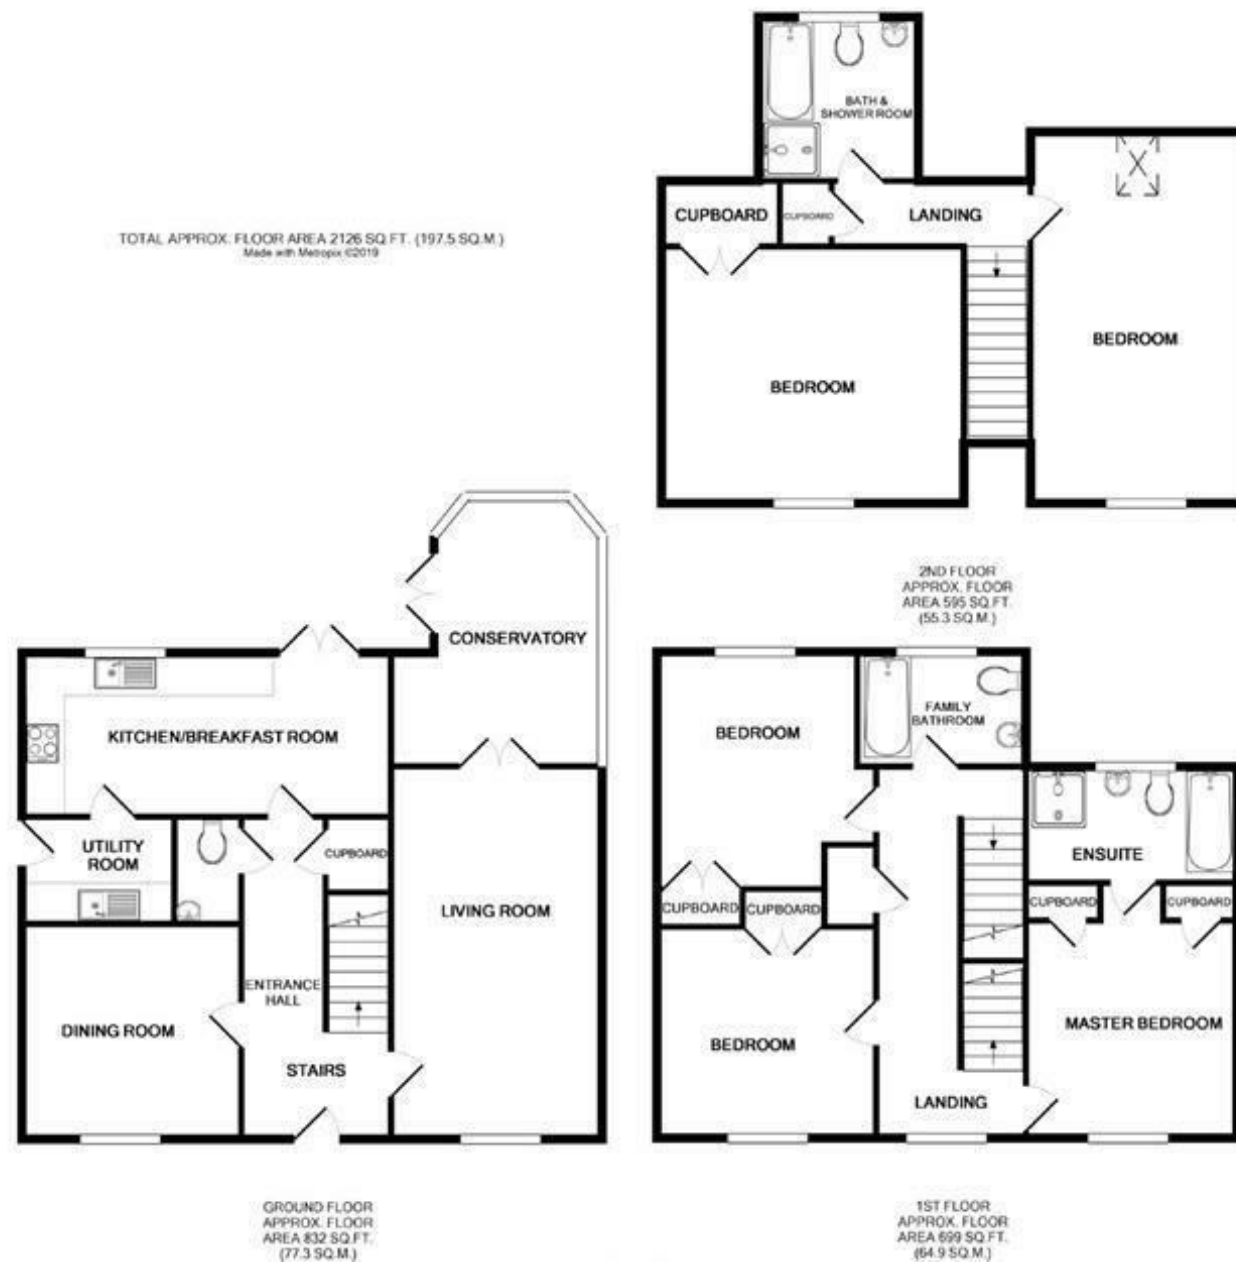 TOTAL APPROX. FLOOR AREA 2126 SQ.FT. (197.5 SQ.M.)
Made with Metropix ©2019
BATH &
SHOWER ROOM
CUPBOARD
CUPBOARD
LANDING
BEDROOM
BEDROOM
2ND FLOOR
APPROX. FLOOR
AREA 595 SQ.FT.
(55.3 SQ.M.)
CONSERVATORY
KITCHEN/BREAKFAST ROOM
UTILITY
ROOM
CUPBOARD
LIVING ROOM
ENTRANCE
HALL
DINING ROOM
STAIRS
GROUND FLOOR
APPROX. FLOOR
AREA 832 SQ.FT.
(77.3 SQ.M.)
BEDROOM
FAMILY
BATHROOM
ENSUITE
CUPBOARD
CUPBOARD
CUPBOARD
CUPBOARD
BEDROOM
MASTER BEDROOM
LANDING
1ST FLOOR
APPROX. FLOOR
AREA 699 SQ.FT.
(64.9 SQ.M.)